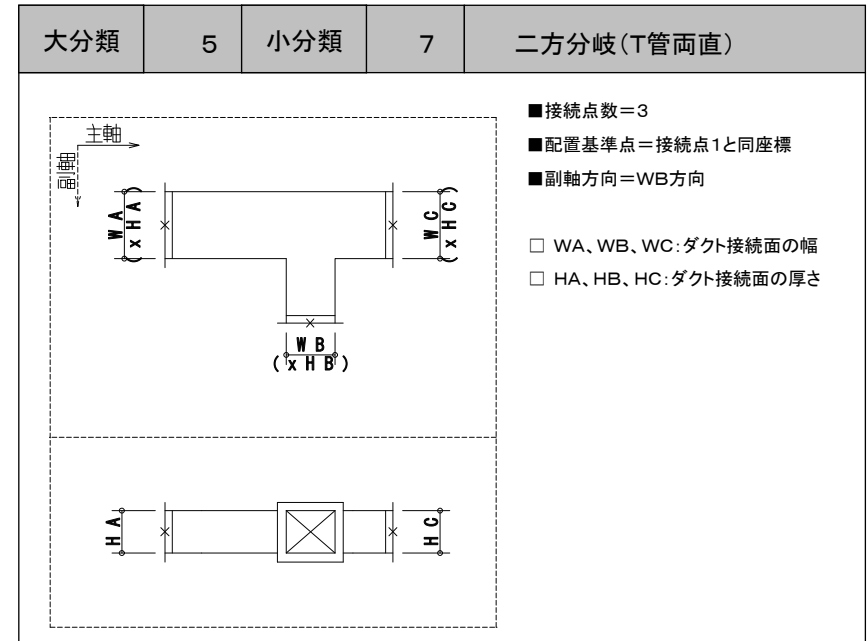 大分類 5 小分類 7 二方分岐(T管両直)
■接続点数=3
■配置基準点=接続点1と同座標
■副軸方向=WB方向
□ WA、WB、WC:ダクト接続面の幅
□ HA、HB、HC:ダクト接続面の厚さ
主軸
副軸
WA
(xHA)
WC
(xHC)
WB
(xHB)
HA
HC